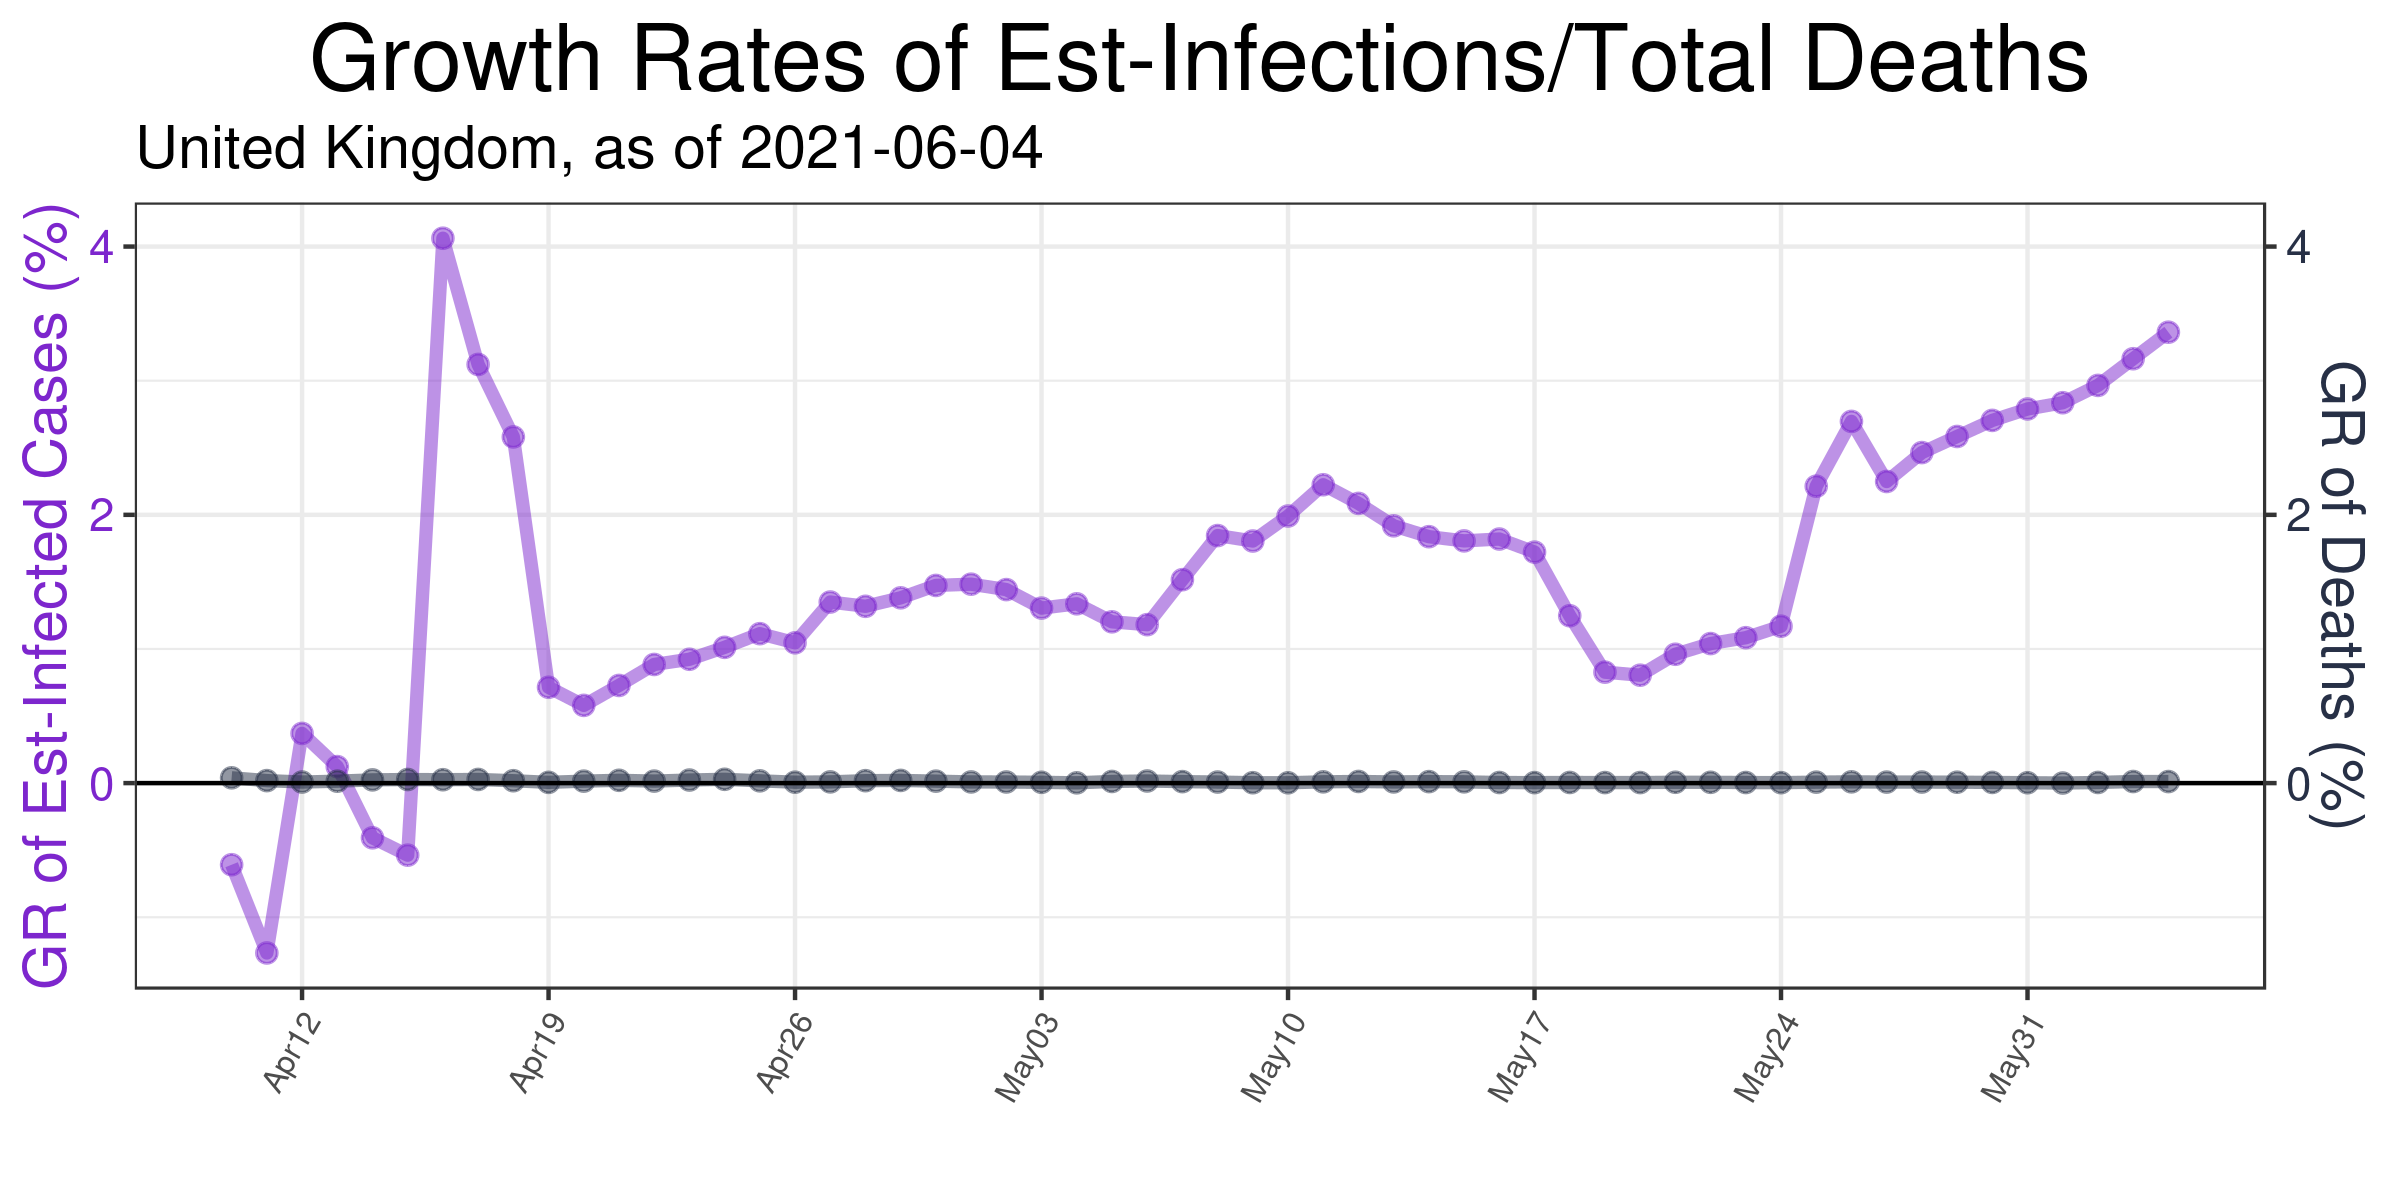 Growth Rates of Est-Infections/Total Deaths
United Kingdom, as of 2021-06-04
GR of Est-Infected Cases (%)
4
2
0
4
2
0
GR of Deaths (%)
Apr12
Apr19
Apr26
May03
May10
May17
May24
May31